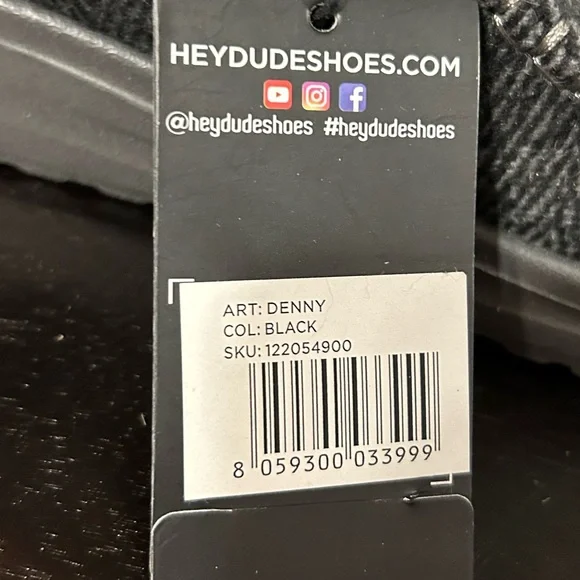 HEYDUDESHOES.COM
@heydudeshoes #heydudeshoes
ART: DENNY
COL: BLACK
SKU: 122054900
8 059300 033999